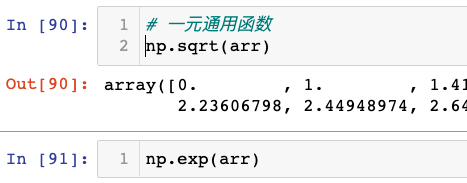 In [90]: 1 # 一元通用函数
2 np.sqrt(arr)
Out[90]: array([0.        , 1.        , 1.41
2.23606798, 2.44948974, 2.64
In [91]: 1 np.exp(arr)